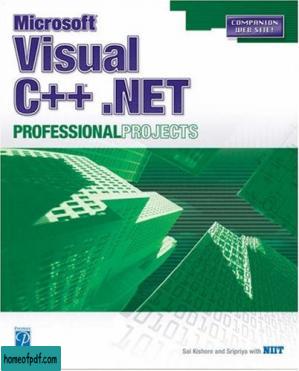 Microsoft
COMPANION
WEB SITE!
Visual
C++ .NET
PROFESSIONALPROJECTS
Sai Kishore and Sripriya with NIIT
homeofpdf.com